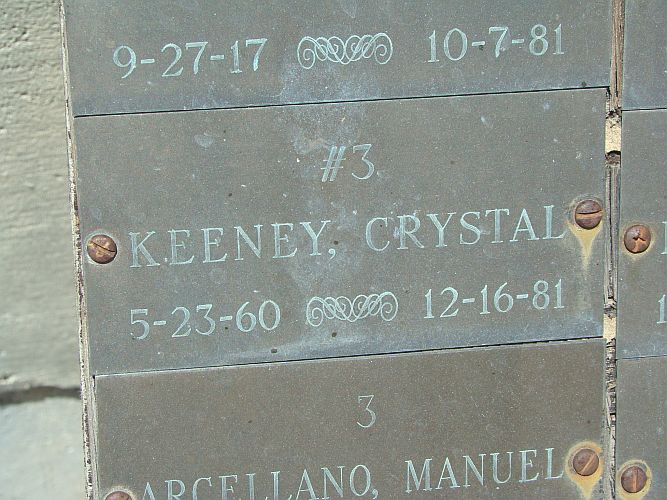 9-27-17 10-7-81
#3
KEENEY, CRYSTAL
5-23-60 12-16-81
3
ARCELLANO, MANUEL